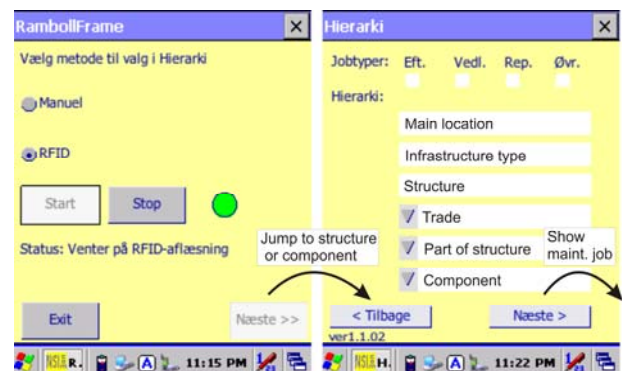 RambollFrame
Vælg metode til valg i Hierarki
Manuel
RFID
Start Stop
Status: Venter på RFID-aflæsning
Jump to structure
or component
Exit Næste >>
NSLE R. A 11:15 PM
Hierarki
Jobtyper: Eft. Vedl. Rep. Øvr.
Hierarki:
Main location
Infrastructure type
Structure
Trade
Part of structure
Component
Show
maint. job
< Tilbage Næste >
ver1.1.02
H. A 11:22 PM